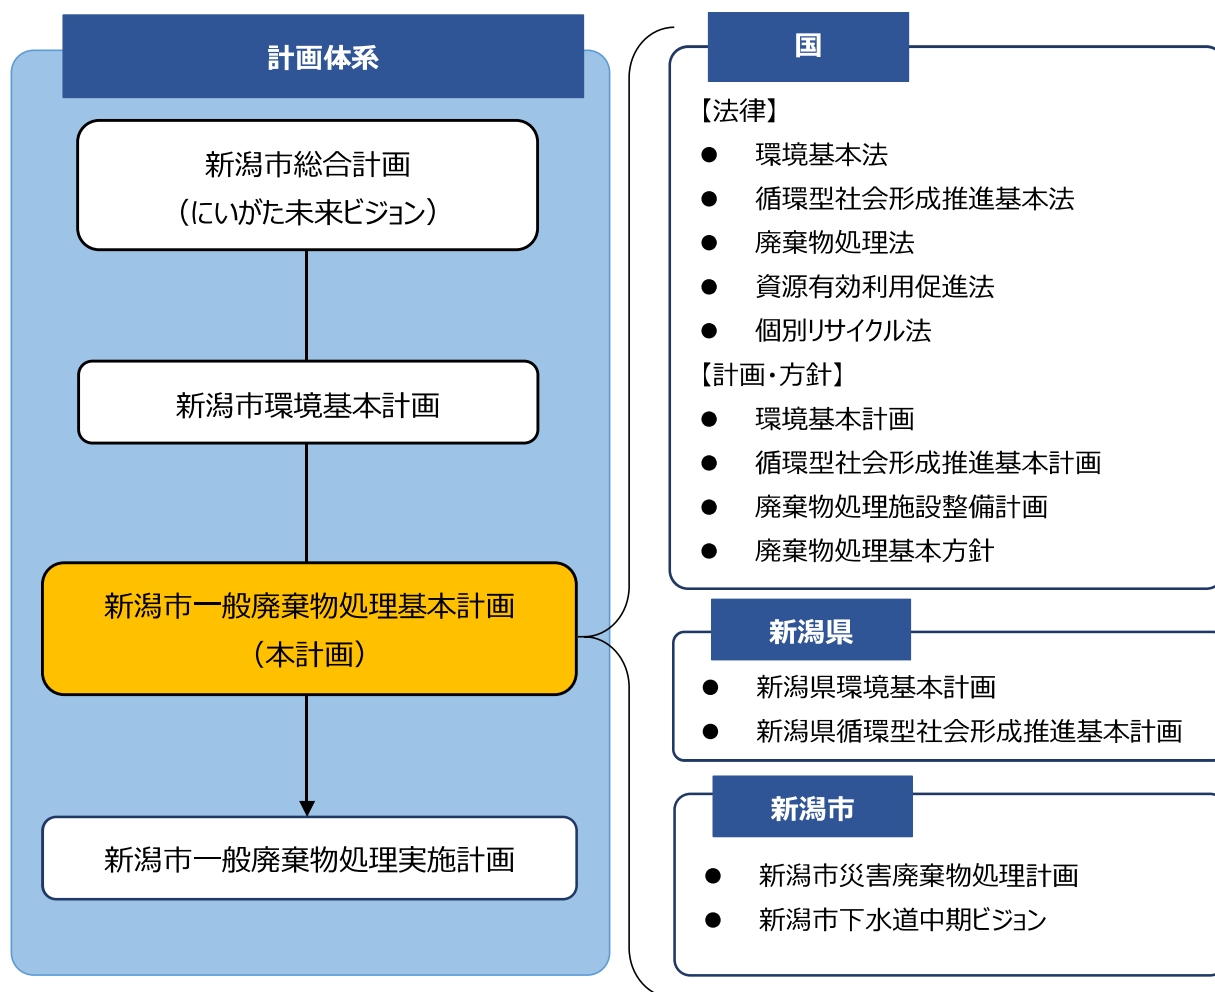 計画体系
新潟市総合計画
（にいがた未来ビジョン）
新潟市環境基本計画
新潟市一般廃棄物処理基本計画
（本計画）
新潟市一般廃棄物処理実施計画
国
【法律】
● 環境基本法
● 循環型社会形成推進基本法
● 廃棄物処理法
● 資源有効利用促進法
● 個別リサイクル法
【計画・方針】
● 環境基本計画
● 循環型社会形成推進基本計画
● 廃棄物処理施設整備計画
● 廃棄物処理基本方針
新潟県
● 新潟県環境基本計画
● 新潟県循環型社会形成推進基本計画
新潟市
● 新潟市災害廃棄物処理計画
● 新潟市下水道中期ビジョン